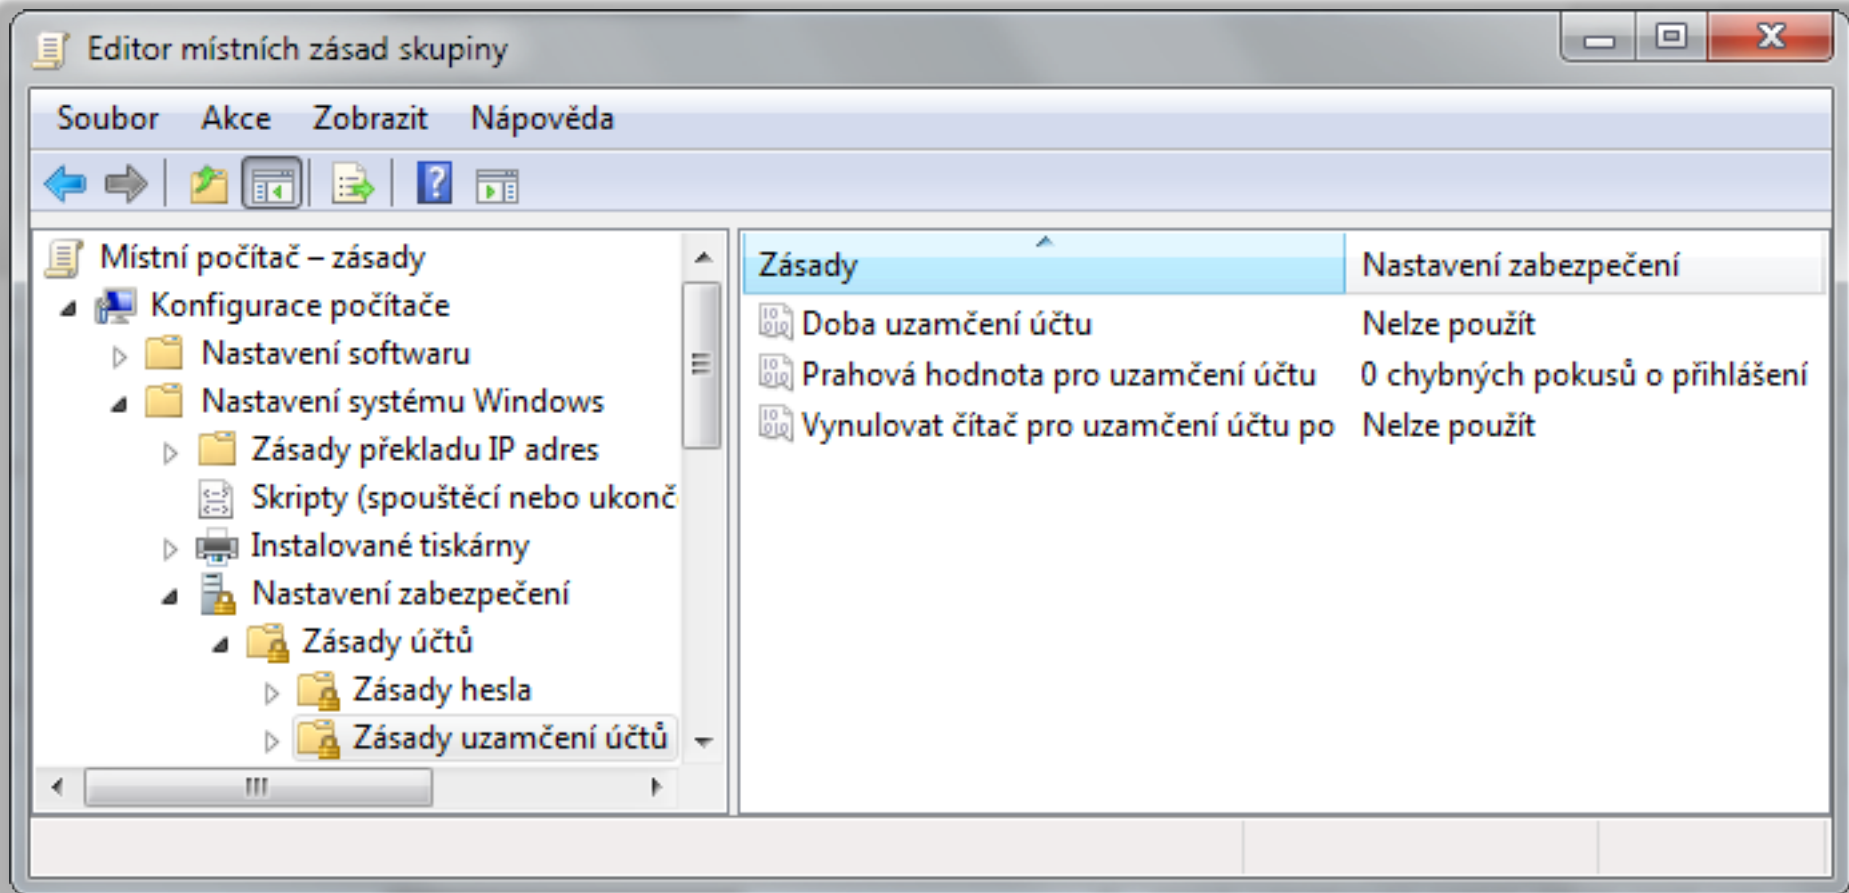 Editor místních zásad skupiny
Soubor Akce Zobrazit Nápověda
Místní počítač – zásady
Konfigurace počítače
Nastavení softwaru
Nastavení systému Windows
Zásady překladu IP adres
Skripty (spouštěcí nebo ukonč
Instalované tiskárny
Nastavení zabezpečení
Zásady účtů
Zásady hesla
Zásady uzamčení účtů
Zásady Nastavení zabezpečení
Doba uzamčení účtu Nelze použít
Prahová hodnota pro uzamčení účtu 0 chybných pokusů o přihlášení
Vynulovat čítač pro uzamčení účtu po Nelze použít